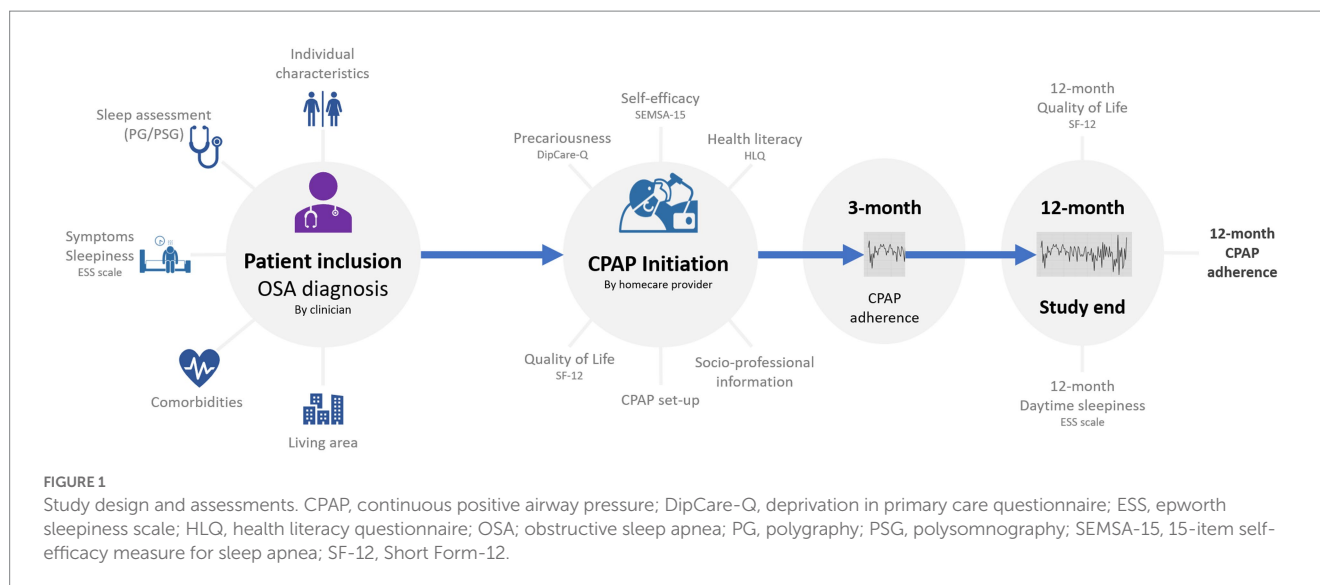 Individual
characteristics
Sleep assessment
(PG/PSG)
Symptoms
Sleepiness
ESS scale
Patient inclusion
OSA diagnosis
By clinician
Comorbidities
Living area
Self-efficacy
SEMSA-15
Precariousness
DipCare-Q
Health literacy
HLQ
CPAP Initiation
By homecare provider
Quality of Life
SF-12
CPAP set-up
Socio-professional
information
3-month
CPAP
adherence
12-month
Quality of Life
SF-12
12-month
Study end
12-month
CPAP
adherence
12-month
Daytime sleepiness
ESS scale
FIGURE 1
Study design and assessments. CPAP, continuous positive airway pressure; DipCare-Q, deprivation in primary care questionnaire; ESS, epworth
sleepiness scale; HLQ, health literacy questionnaire; OSA; obstructive sleep apnea; PG, polygraphy; PSG, polysomnography; SEMSA-15, 15-item self-
efficacy measure for sleep apnea; SF-12, Short Form-12.